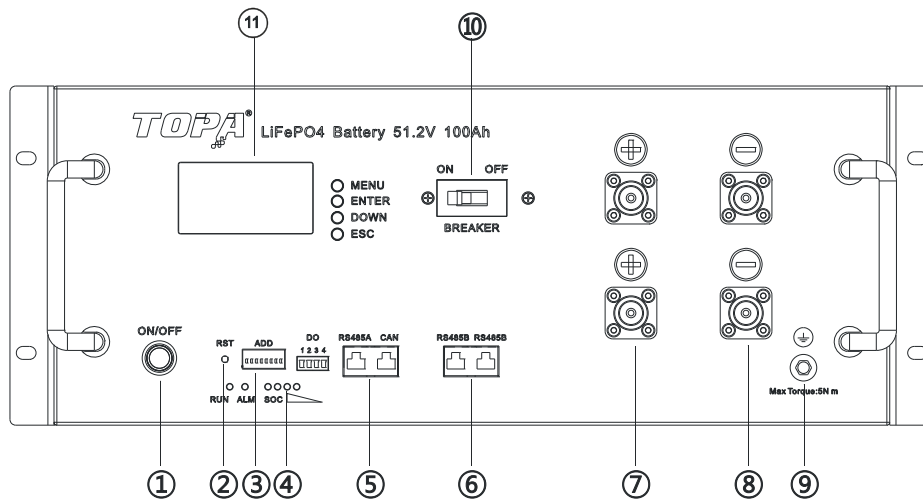 ⑪
⑩
TOPA® LiFePO4 Battery 51.2V 100Ah
ON OFF
MENU
ENTER
DOWN
ESC
BREAKER
ON/OFF
RST
ADD
DO
1 2 3 4
RS485A CAN
RS485B RS485B
RUN ALM SOC
Max Torque:5N m
① ② ③ ④ ⑤ ⑥ ⑦ ⑧ ⑨